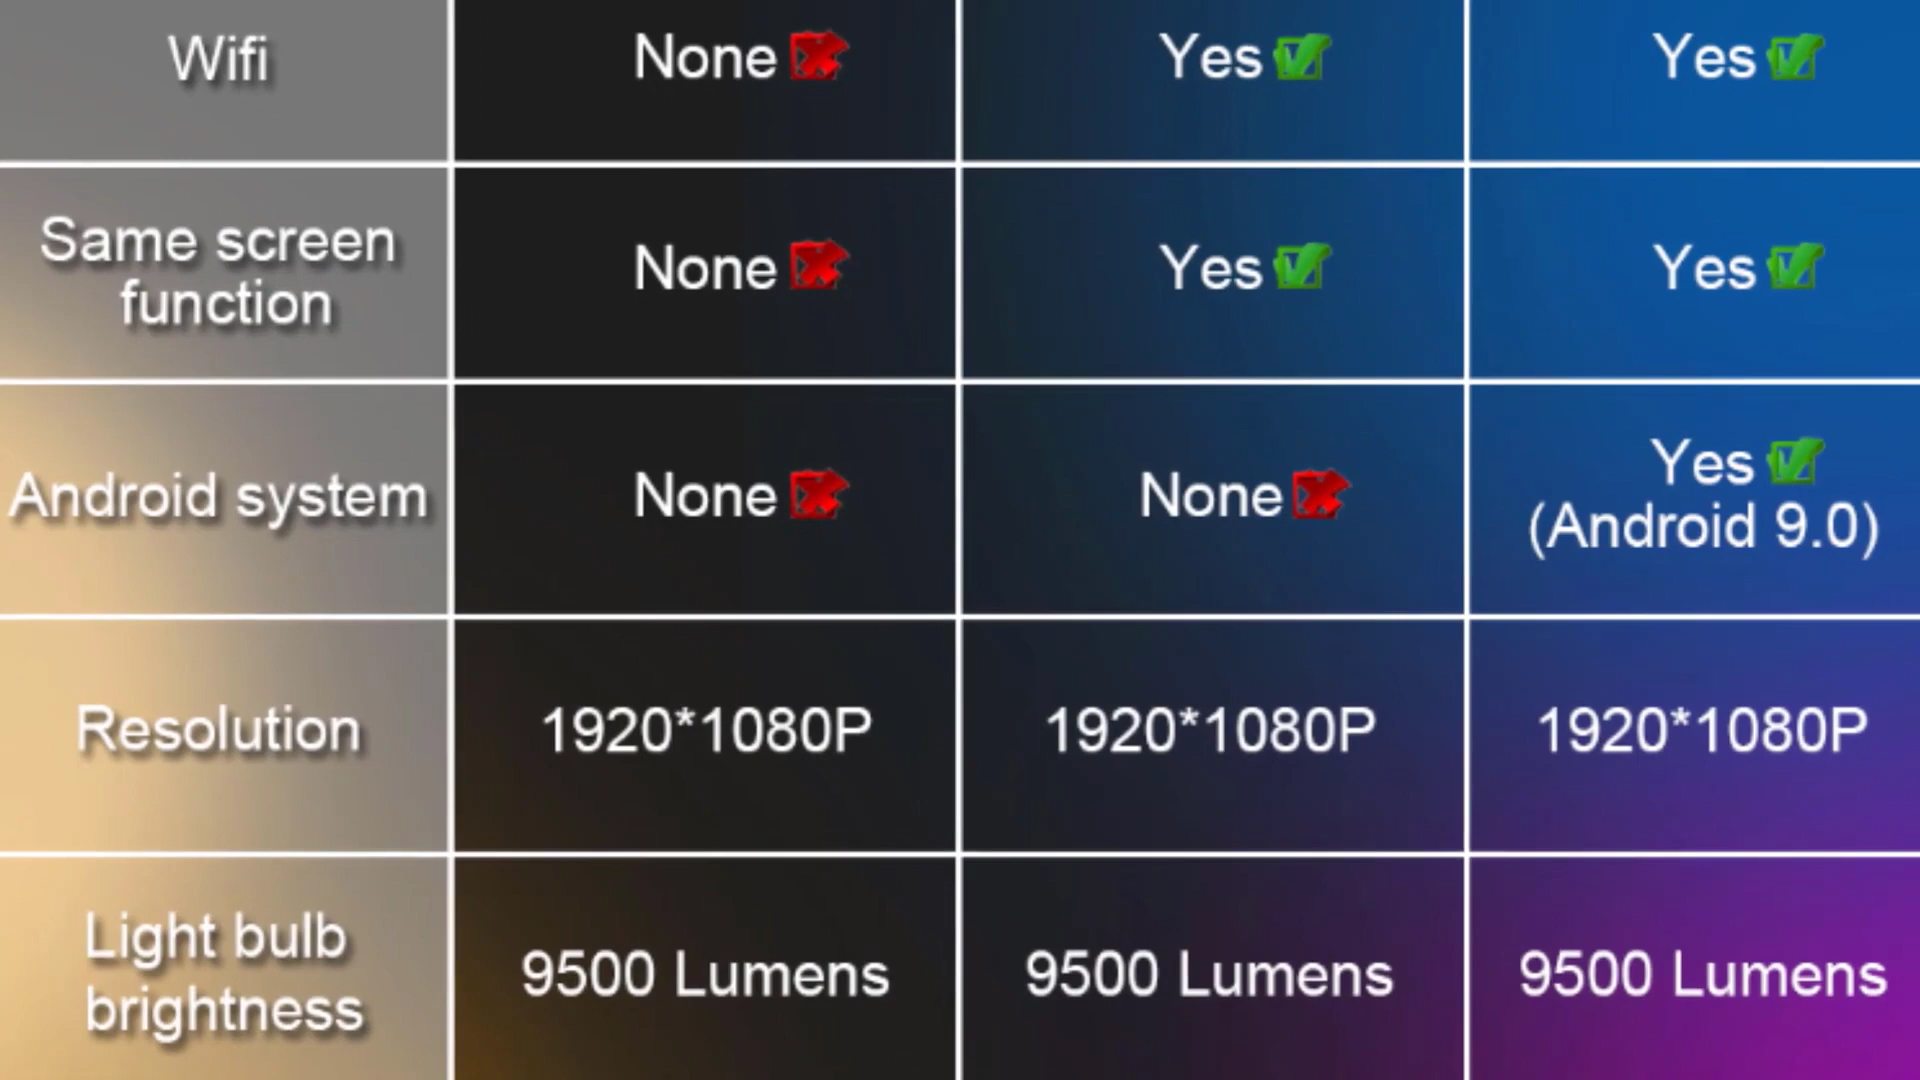 Wifi None Yes Yes
Same screen
function None Yes Yes
Android system None None Yes
(Android 9.0)
Resolution 1920*1080P 1920*1080P 1920*1080P
Light bulb
brightness 9500 Lumens 9500 Lumens 9500 Lumens